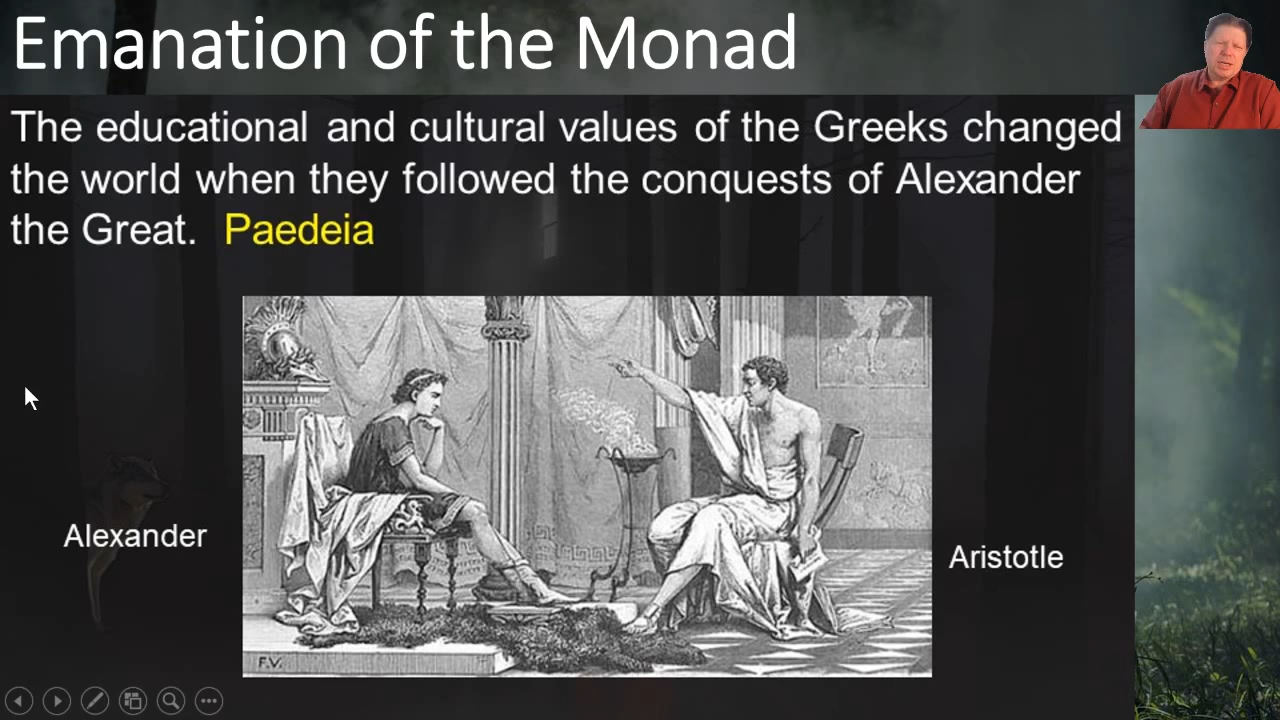 Emanation of the Monad
The educational and cultural values of the Greeks changed
the world when they followed the conquests of Alexander
the Great. Paedeia
Alexander
Aristotle
F.V.